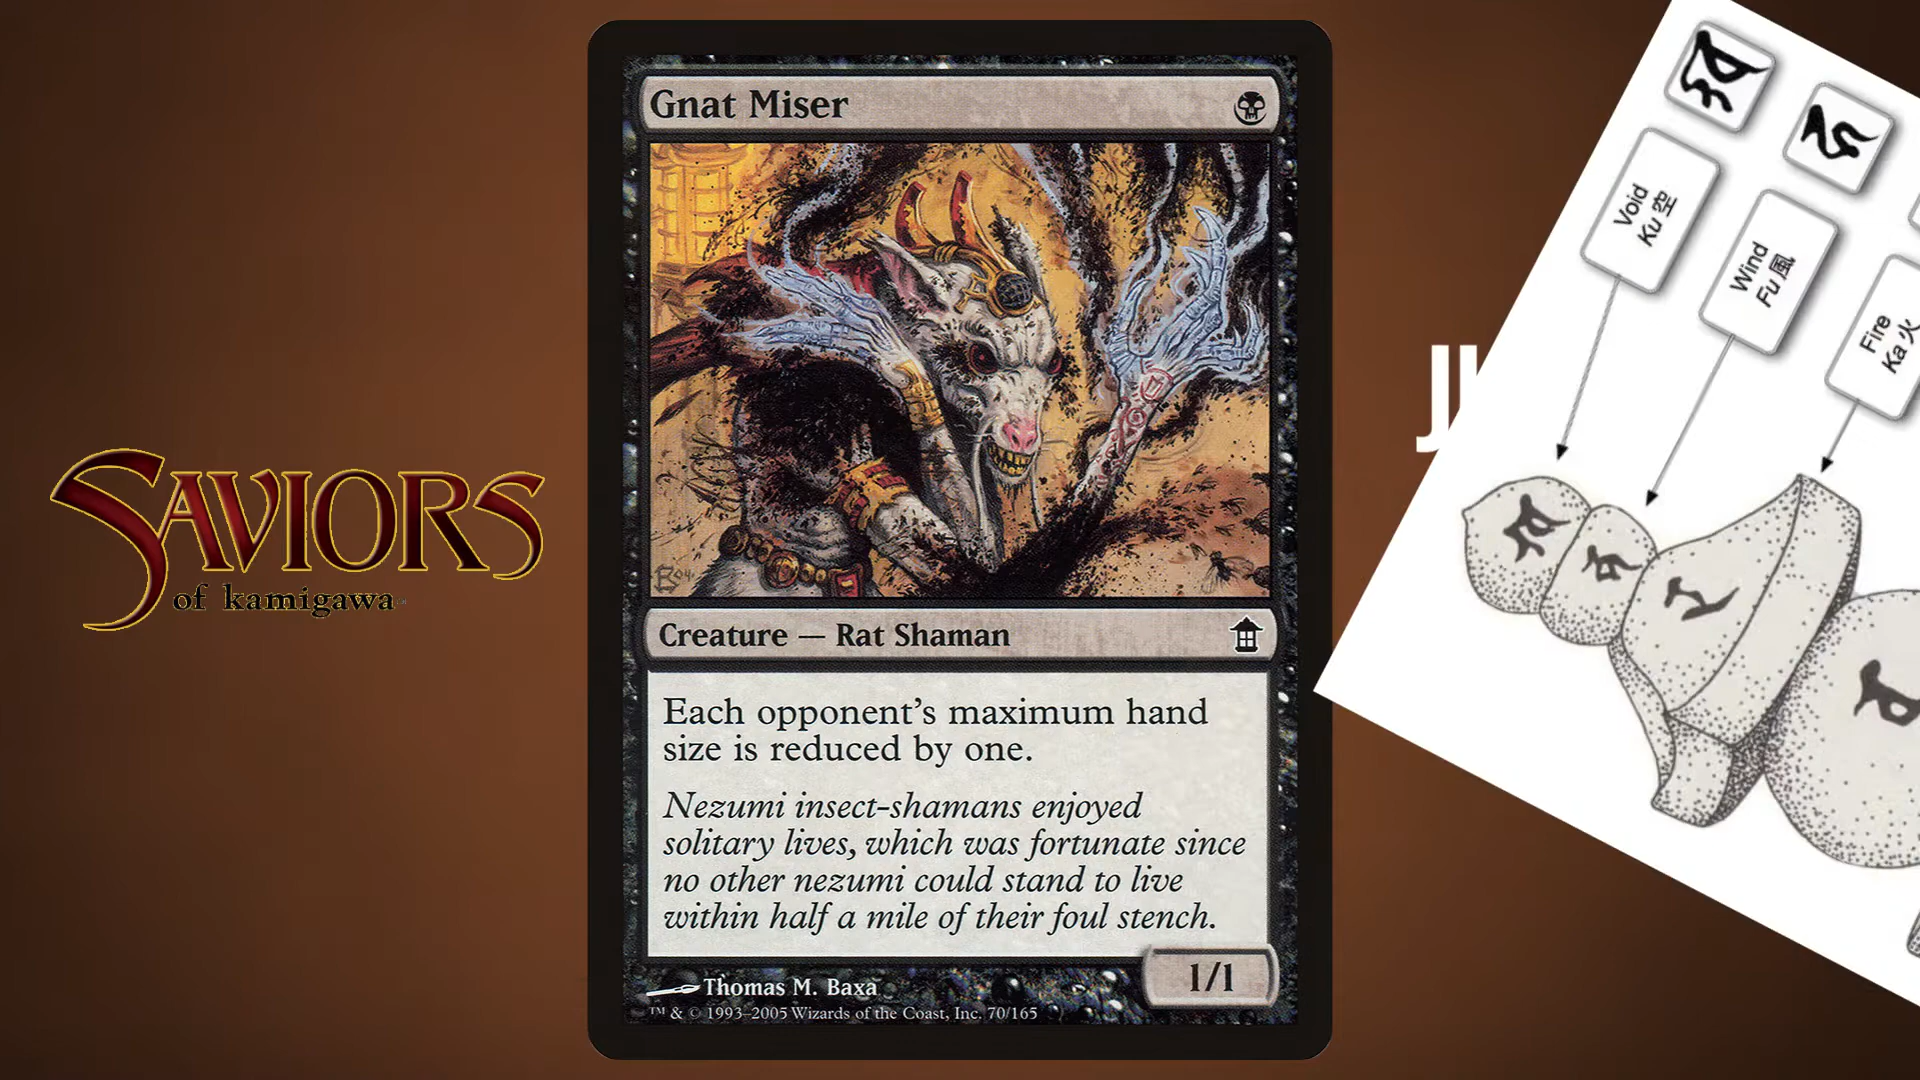 SAVIORS
of kamigawa
Gnat Miser
Creature — Rat Shaman
Each opponent's maximum hand
size is reduced by one.
Nezumi insect-shamans enjoyed
solitary lives, which was fortunate since
no other nezumi could stand to live
within half a mile of their foul stench.
1/1
Thomas M. Baxa
™ & © 1993–2005 Wizards of the Coast, Inc. 70/165
Void
Ku 空
Wind
Fu 風
Fire
Ka 火